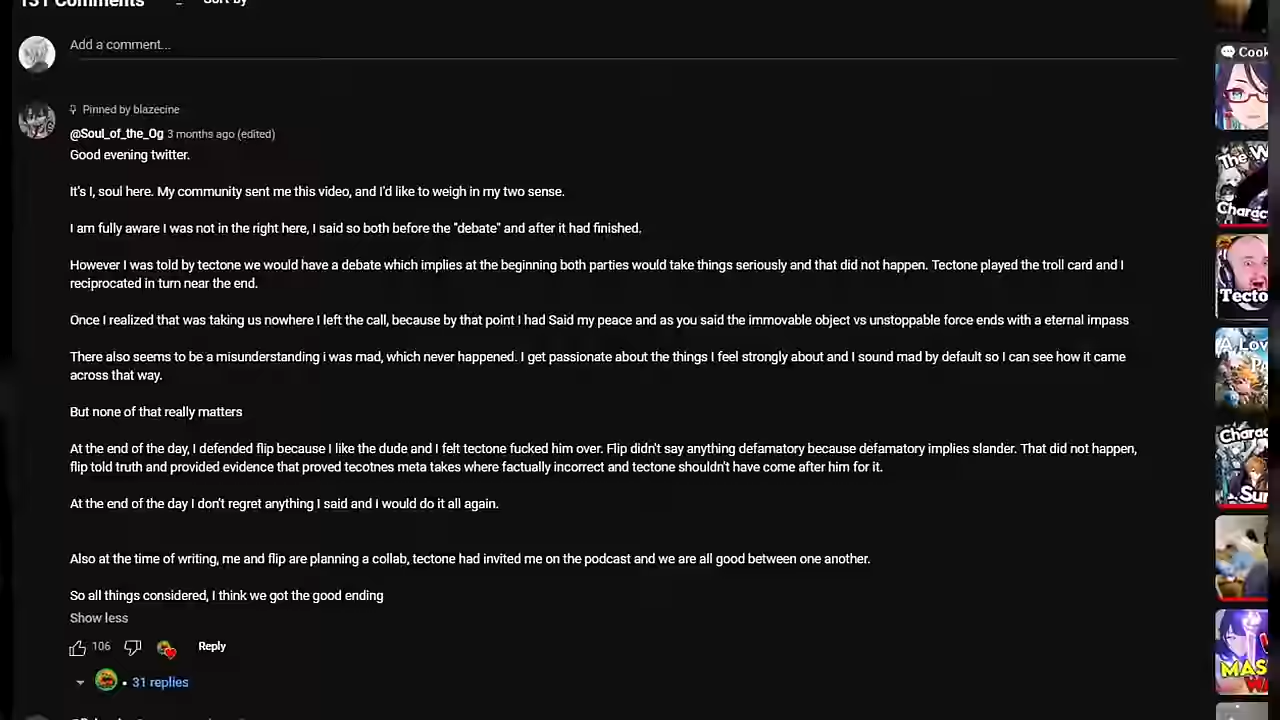 131 Comments
Sort by
Add a comment...
Pinned by blazecine
@Soul_of_the_Og 3 months ago (edited)
Good evening twitter.
It's I, soul here. My community sent me this video, and I'd like to weigh in my two sense.
I am fully aware I was not in the right here, I said so both before the "debate" and after it had finished.
However I was told by tectone we would have a debate which implies at the beginning both parties would take things seriously and that did not happen. Tectone played the troll card and I
reciprocated in turn near the end.
Once I realized that was taking us nowhere I left the call, because by that point I had Said my peace and as you said the immovable object vs unstoppable force ends with a eternal impass
There also seems to be a misunderstanding i was mad, which never happened. I get passionate about the things I feel strongly about and I sound mad by default so I can see how it came
across that way.
But none of that really matters
At the end of the day, I defended flip because I like the dude and I felt tectone fucked him over. Flip didn't say anything defamatory because defamatory implies slander. That did not happen,
flip told truth and provided evidence that proved tecotnes meta takes where factually incorrect and tectone shouldn't have come after him for it.
At the end of the day I don't regret anything I said and I would do it all again.
Also at the time of writing, me and flip are planning a collab, tectone had invited me on the podcast and we are all good between one another.
So all things considered, I think we got the good ending
Show less
106
Reply
• 31 replies
Cook
The W
Charac
Tecto
A Lov
Charac
Sur
MAS